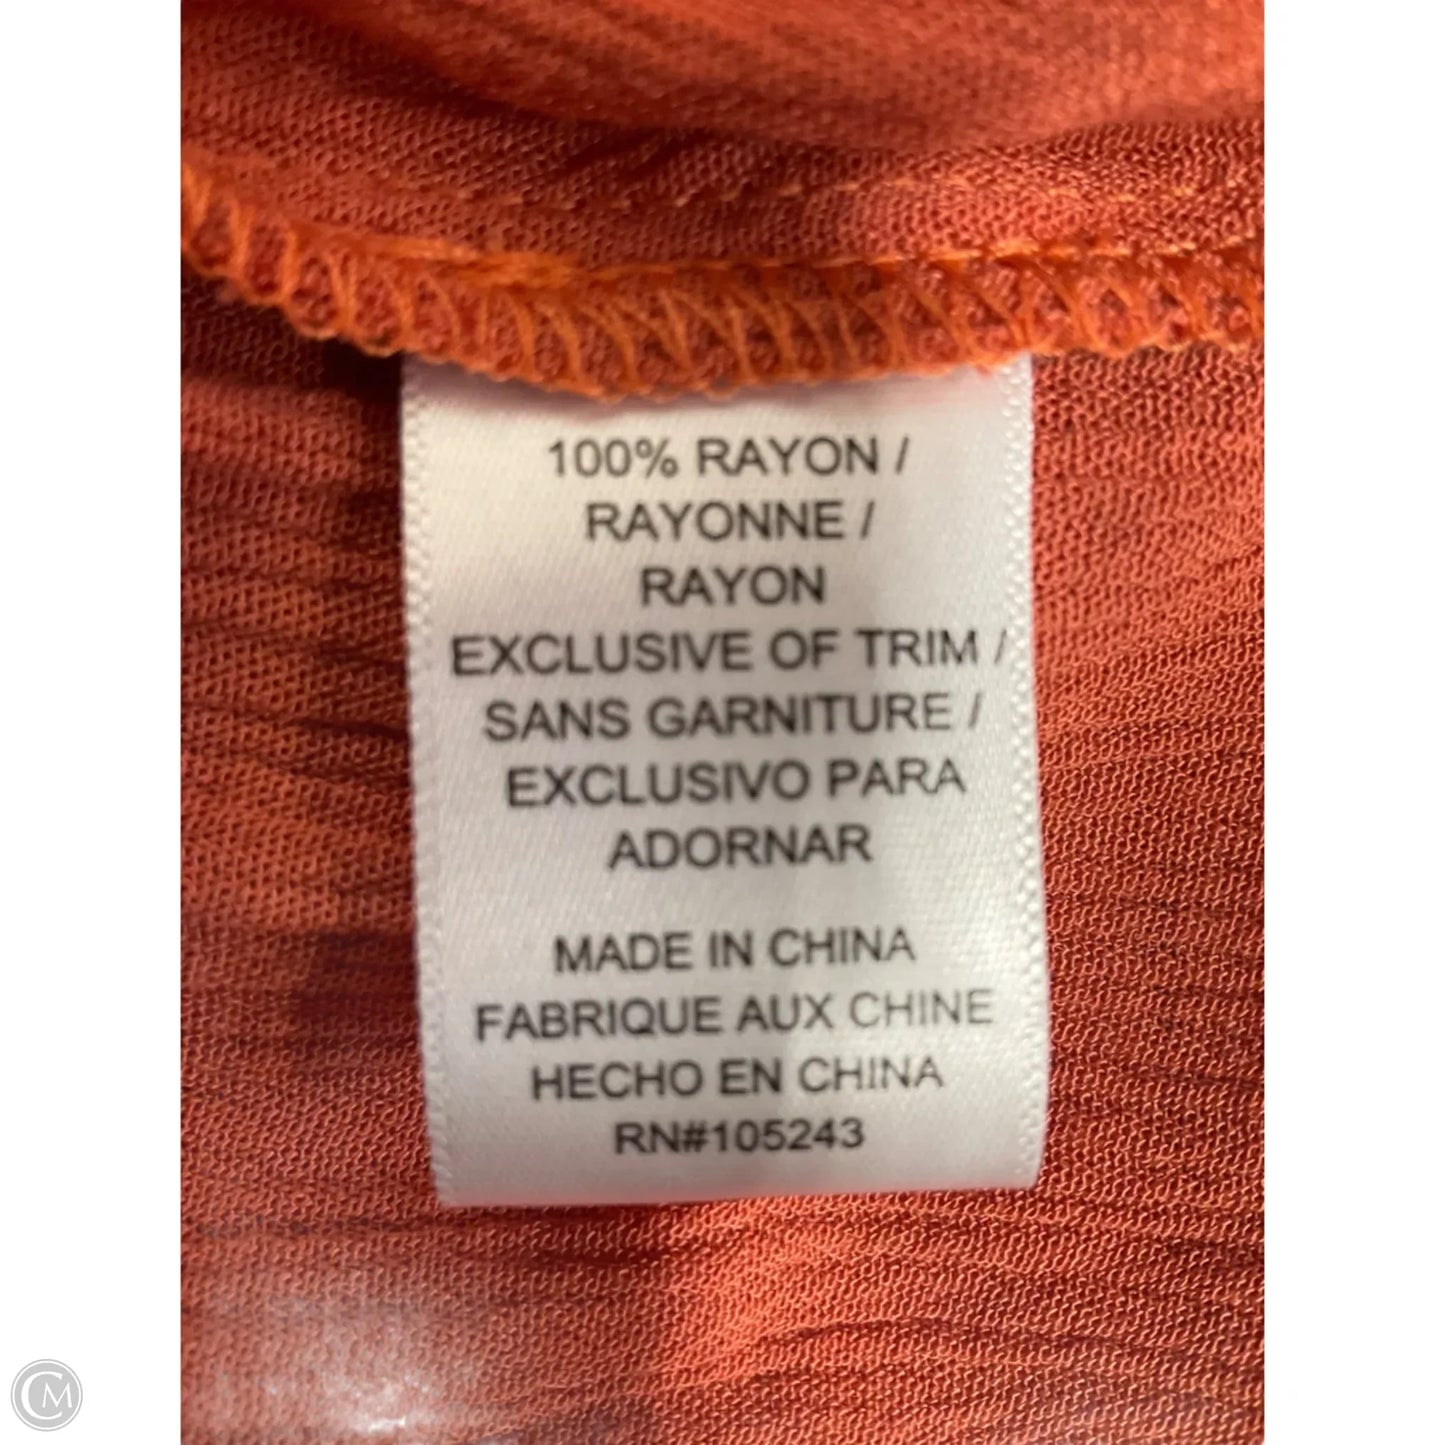 100% RAYON /
RAYONNE /
RAYON
EXCLUSIVE OF TRIM /
SANS GARNITURE /
EXCLUSIVO PARA
ADORNAR
MADE IN CHINA
FABRIQUE AUX CHINE
HECHO EN CHINA
RN#105243
CM